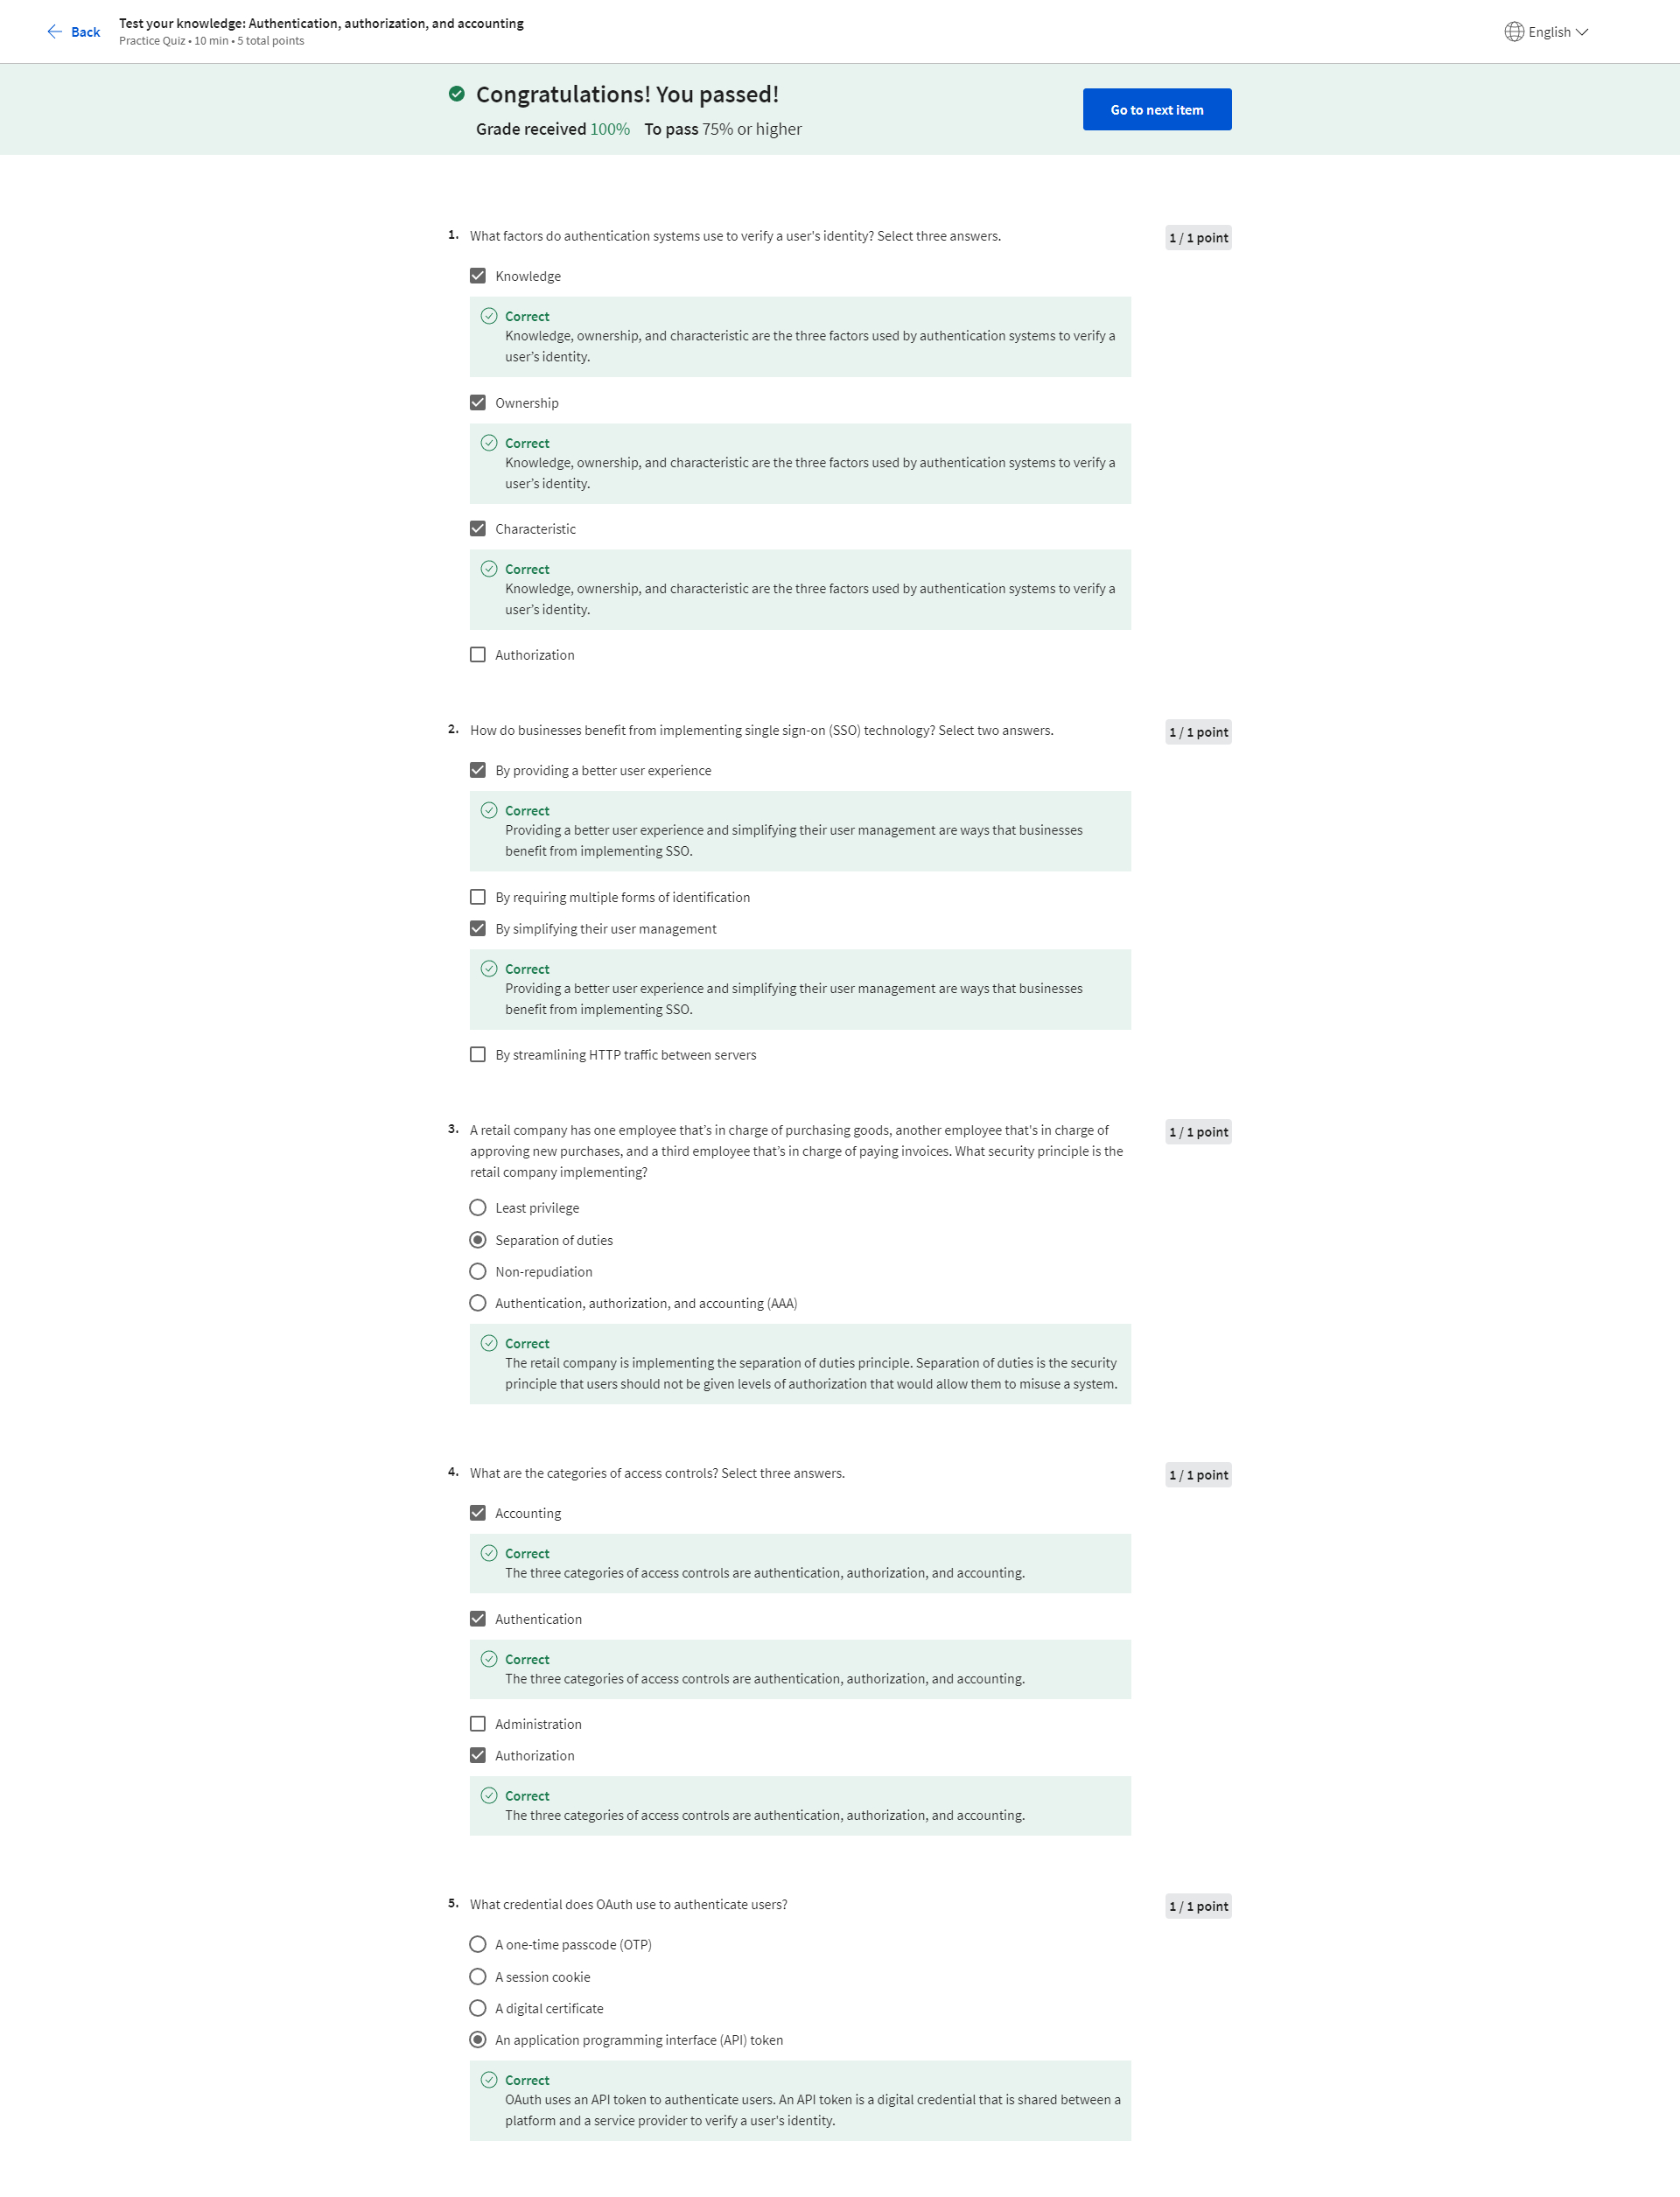 Back
Test your knowledge: Authentication, authorization, and accounting
Practice Quiz • 10 min • 5 total points
English
Congratulations! You passed!
Grade received 100% To pass 75% or higher
Go to next item
1. What factors do authentication systems use to verify a user's identity? Select three answers.
1 / 1 point
Knowledge
Correct
Knowledge, ownership, and characteristic are the three factors used by authentication systems to verify a
user’s identity.
Ownership
Correct
Knowledge, ownership, and characteristic are the three factors used by authentication systems to verify a
user’s identity.
Characteristic
Correct
Knowledge, ownership, and characteristic are the three factors used by authentication systems to verify a
user’s identity.
Authorization
2. How do businesses benefit from implementing single sign-on (SSO) technology? Select two answers.
1 / 1 point
By providing a better user experience
Correct
Providing a better user experience and simplifying their user management are ways that businesses
benefit from implementing SSO.
By requiring multiple forms of identification
By simplifying their user management
Correct
Providing a better user experience and simplifying their user management are ways that businesses
benefit from implementing SSO.
By streamlining HTTP traffic between servers
3. A retail company has one employee that’s in charge of purchasing goods, another employee that's in charge of
approving new purchases, and a third employee that’s in charge of paying invoices. What security principle is the
retail company implementing?
1 / 1 point
Least privilege
Separation of duties
Non-repudiation
Authentication, authorization, and accounting (AAA)
Correct
The retail company is implementing the separation of duties principle. Separation of duties is the security
principle that users should not be given levels of authorization that would allow them to misuse a system.
4. What are the categories of access controls? Select three answers.
1 / 1 point
Accounting
Correct
The three categories of access controls are authentication, authorization, and accounting.
Authentication
Correct
The three categories of access controls are authentication, authorization, and accounting.
Administration
Authorization
Correct
The three categories of access controls are authentication, authorization, and accounting.
5. What credential does OAuth use to authenticate users?
1 / 1 point
A one-time passcode (OTP)
A session cookie
A digital certificate
An application programming interface (API) token
Correct
OAuth uses an API token to authenticate users. An API token is a digital credential that is shared between a
platform and a service provider to verify a user's identity.